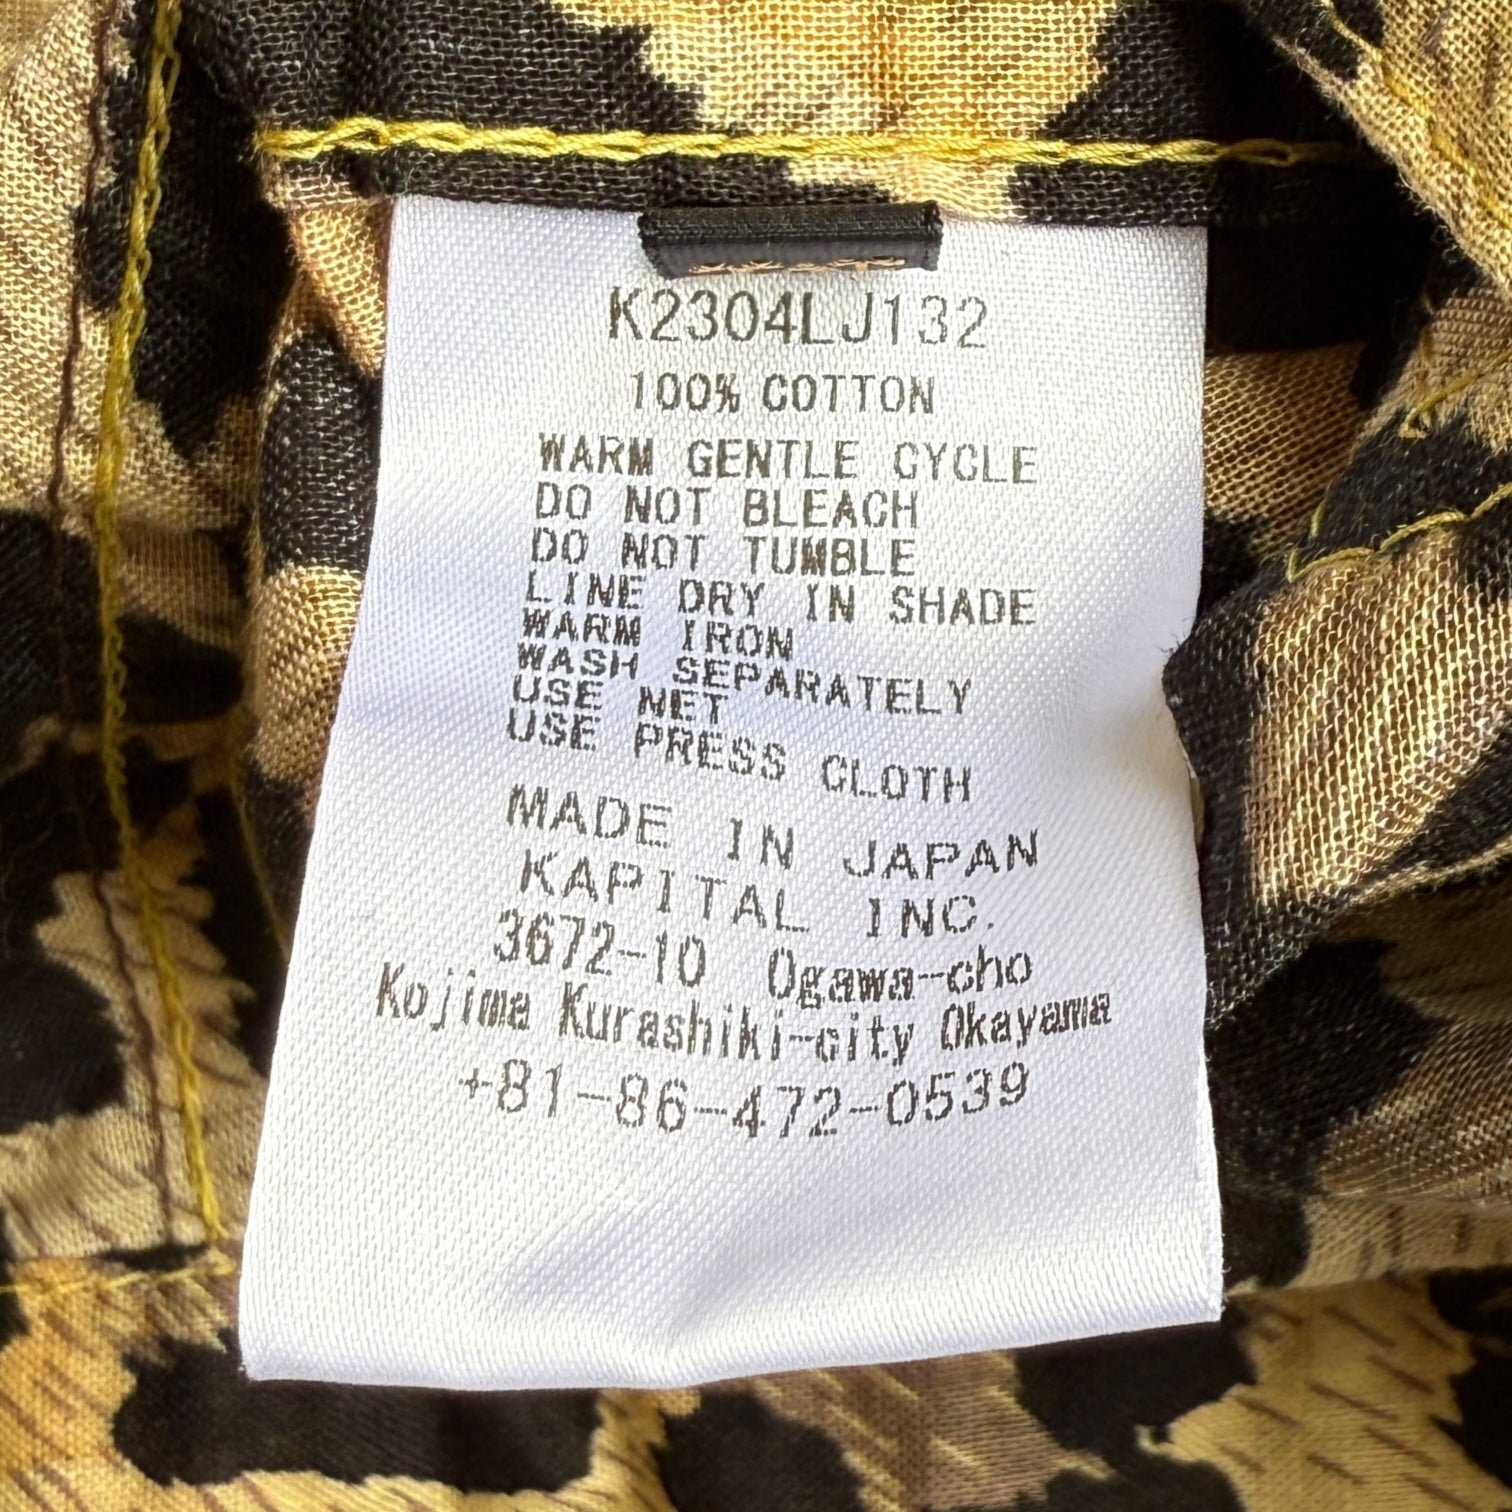 K2304LJ132
100% COTTON
WARM GENTLE CYCLE
DO NOT BLEACH
DO NOT TUMBLE
LINE DRY IN SHADE
WARM IRON
WASH SEPARATELY
USE NET
USE PRESS CLOTH
MADE IN JAPAN
KAPITAL INC.
3672-10 Ogawa-cho
Kojima Kurashiki-city Okayama
+81-86-472-0539